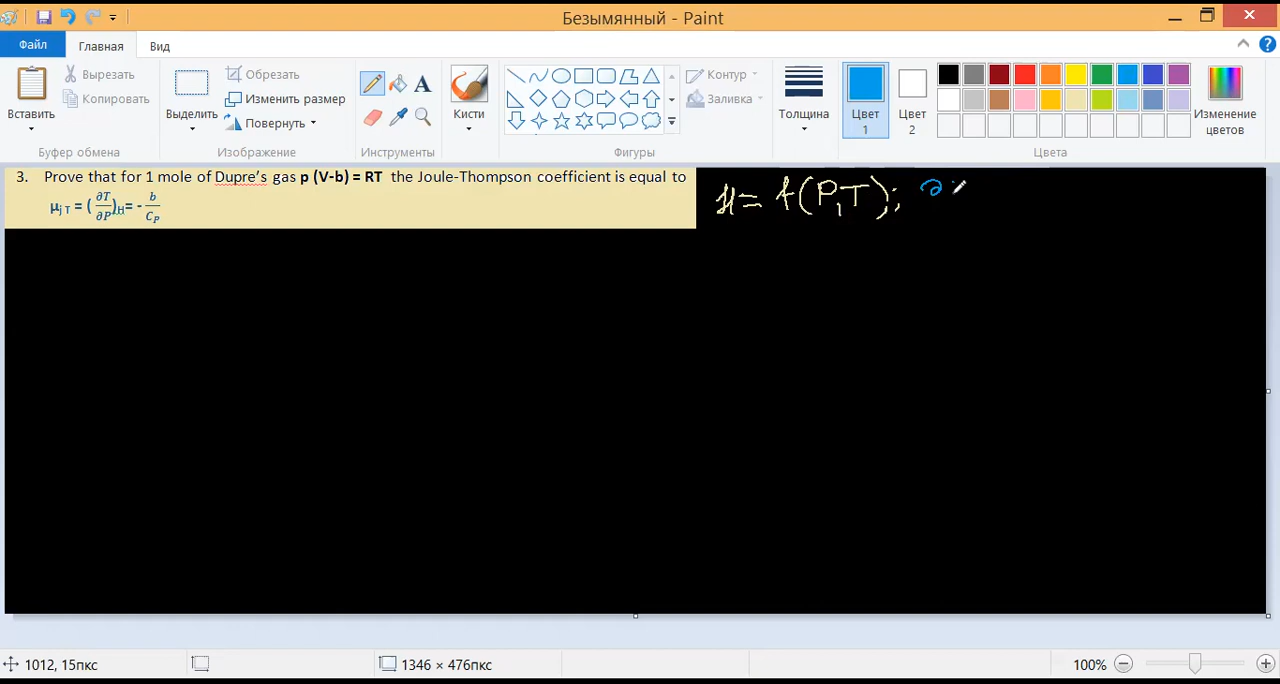 Безымянный - Paint
Файл Главная Вид
Вставить
Вырезать
Копировать
Буфер обмена
Выделить
Обрезать
Изменить размер
Повернуть
Изображение
A
Инструменты
Кисти
Контур
Заливка
Фигуры
Толщина
Цвет 1
Цвет 2
Изменение цветов
Цвета
3. Prove that for 1 mole of Dupre's gas p (V-b) = RT the Joule-Thompson coefficient is equal to
μjT = (∂T/∂P)H= - b/CP
H = f(P,T);
1012, 15пкс
1346 × 476пкс
100%